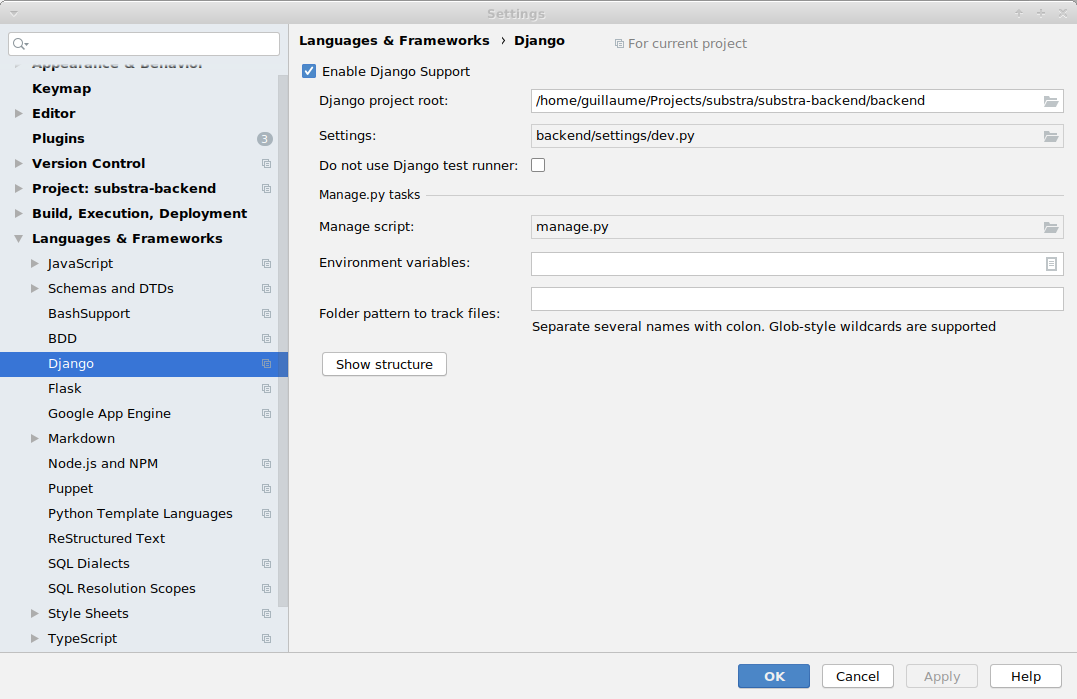 Settings
Appearance & Behavior
Keymap
Editor
Plugins 3
Version Control
Project: substra-backend
Build, Execution, Deployment
Languages & Frameworks
JavaScript
Schemas and DTDs
BashSupport
BDD
Django
Flask
Google App Engine
Markdown
Node.js and NPM
Puppet
Python Template Languages
ReStructured Text
SQL Dialects
SQL Resolution Scopes
Style Sheets
TypeScript
Languages & Frameworks › Django For current project
Enable Django Support
Django project root: /home/guillaume/Projects/substra/substra-backend/backend
Settings: backend/settings/dev.py
Do not use Django test runner:
Manage.py tasks
Manage script: manage.py
Environment variables:
Folder pattern to track files:
Separate several names with colon. Glob-style wildcards are supported
Show structure
OK Cancel Apply Help